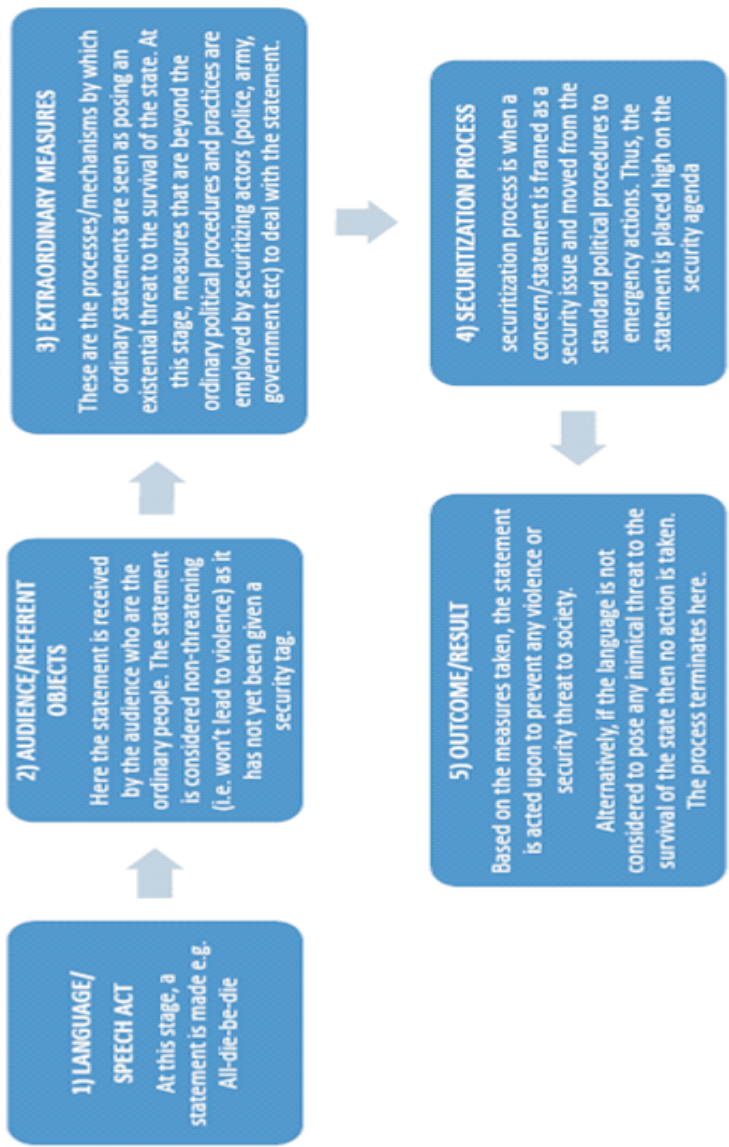 1) LANGUAGE/
SPEECH ACT
At this stage, a
statement is made e.g.
All-die-be-die
2) AUDIENCE/REFERENT
OBJECTS
Here the statement is received
by the audience who are the
ordinary people. The statement
is considered non-threatening
(i.e. won't lead to violence) as it
has not yet been given a
security tag.
3) EXTRAORDINARY MEASURES
These are the processes/mechanisms by which
ordinary statements are seen as posing an
existential threat to the survival of the state. At
this stage, measures that are beyond the
ordinary political procedures and practices are
employed by securitizing actors (police, army,
government etc) to deal with the statement.
4) SECURITIZATION PROCESS
securitization process is when a
concern/statement is framed as a
security issue and moved from the
standard political procedures to
emergency actions. Thus, the
statement is placed high on the
security agenda
5) OUTCOME/RESULT
Based on the measures taken, the statement
is acted upon to prevent any violence or
security threat to society.
Alternatively, if the language is not
considered to pose any inimical threat to the
survival of the state then no action is taken.
The process terminates here.